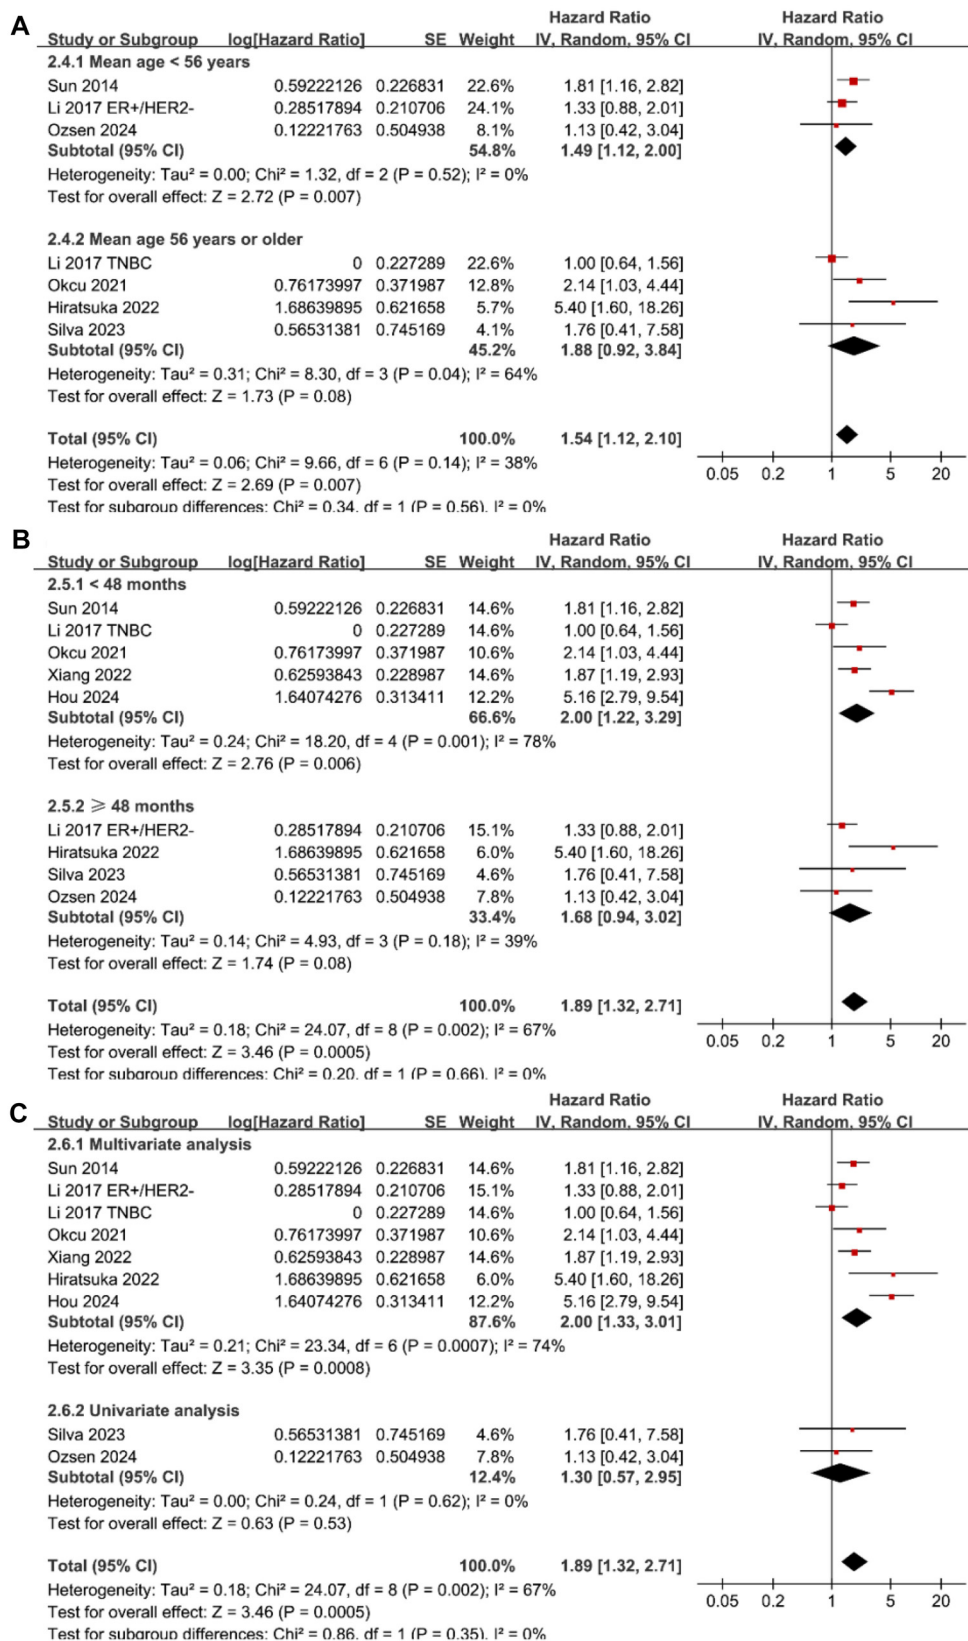 A
Hazard Ratio Hazard Ratio
Study or Subgroup log[Hazard Ratio] SE Weight IV, Random, 95% CI IV, Random, 95% CI
2.4.1 Mean age < 56 years
Sun 2014 0.59222126 0.226831 22.6% 1.81 [1.16, 2.82]
Li 2017 ER+/HER2- 0.28517894 0.210706 24.1% 1.33 [0.88, 2.01]
Ozsen 2024 0.12221763 0.504938 8.1% 1.13 [0.42, 3.04]
Subtotal (95% CI) 54.8% 1.49 [1.12, 2.00]
Heterogeneity: Tau² = 0.00; Chi² = 1.32, df = 2 (P = 0.52); I² = 0%
Test for overall effect: Z = 2.72 (P = 0.007)
2.4.2 Mean age 56 years or older
Li 2017 TNBC 0 0.227289 22.6% 1.00 [0.64, 1.56]
Okcu 2021 0.76173997 0.371987 12.8% 2.14 [1.03, 4.44]
Hiratsuka 2022 1.68639895 0.621658 5.7% 5.40 [1.60, 18.26]
Silva 2023 0.56531381 0.745169 4.1% 1.76 [0.41, 7.58]
Subtotal (95% CI) 45.2% 1.88 [0.92, 3.84]
Heterogeneity: Tau² = 0.31; Chi² = 8.30, df = 3 (P = 0.04); I² = 64%
Test for overall effect: Z = 1.73 (P = 0.08)
Total (95% CI) 100.0% 1.54 [1.12, 2.10]
Heterogeneity: Tau² = 0.06; Chi² = 9.66, df = 6 (P = 0.14); I² = 38%
Test for overall effect: Z = 2.69 (P = 0.007)
Test for subgroup differences: Chi² = 0.34, df = 1 (P = 0.56), I² = 0%
0.05 0.2 1 5 20
B
Hazard Ratio Hazard Ratio
Study or Subgroup log[Hazard Ratio] SE Weight IV, Random, 95% CI IV, Random, 95% CI
2.5.1 < 48 months
Sun 2014 0.59222126 0.226831 14.6% 1.81 [1.16, 2.82]
Li 2017 TNBC 0 0.227289 14.6% 1.00 [0.64, 1.56]
Okcu 2021 0.76173997 0.371987 10.6% 2.14 [1.03, 4.44]
Xiang 2022 0.62593843 0.228987 14.6% 1.87 [1.19, 2.93]
Hou 2024 1.64074276 0.313411 12.2% 5.16 [2.79, 9.54]
Subtotal (95% CI) 66.6% 2.00 [1.22, 3.29]
Heterogeneity: Tau² = 0.24; Chi² = 18.20, df = 4 (P = 0.001); I² = 78%
Test for overall effect: Z = 2.76 (P = 0.006)
2.5.2 ≥ 48 months
Li 2017 ER+/HER2- 0.28517894 0.210706 15.1% 1.33 [0.88, 2.01]
Hiratsuka 2022 1.68639895 0.621658 6.0% 5.40 [1.60, 18.26]
Silva 2023 0.56531381 0.745169 4.6% 1.76 [0.41, 7.58]
Ozsen 2024 0.12221763 0.504938 7.8% 1.13 [0.42, 3.04]
Subtotal (95% CI) 33.4% 1.68 [0.94, 3.02]
Heterogeneity: Tau² = 0.14; Chi² = 4.93, df = 3 (P = 0.18); I² = 39%
Test for overall effect: Z = 1.74 (P = 0.08)
Total (95% CI) 100.0% 1.89 [1.32, 2.71]
Heterogeneity: Tau² = 0.18; Chi² = 24.07, df = 8 (P = 0.002); I² = 67%
Test for overall effect: Z = 3.46 (P = 0.0005)
Test for subgroup differences: Chi² = 0.20, df = 1 (P = 0.66), I² = 0%
0.05 0.2 1 5 20
C
Hazard Ratio Hazard Ratio
Study or Subgroup log[Hazard Ratio] SE Weight IV, Random, 95% CI IV, Random, 95% CI
2.6.1 Multivariate analysis
Sun 2014 0.59222126 0.226831 14.6% 1.81 [1.16, 2.82]
Li 2017 ER+/HER2- 0.28517894 0.210706 15.1% 1.33 [0.88, 2.01]
Li 2017 TNBC 0 0.227289 14.6% 1.00 [0.64, 1.56]
Okcu 2021 0.76173997 0.371987 10.6% 2.14 [1.03, 4.44]
Xiang 2022 0.62593843 0.228987 14.6% 1.87 [1.19, 2.93]
Hiratsuka 2022 1.68639895 0.621658 6.0% 5.40 [1.60, 18.26]
Hou 2024 1.64074276 0.313411 12.2% 5.16 [2.79, 9.54]
Subtotal (95% CI) 87.6% 2.00 [1.33, 3.01]
Heterogeneity: Tau² = 0.21; Chi² = 23.34, df = 6 (P = 0.0007); I² = 74%
Test for overall effect: Z = 3.35 (P = 0.0008)
2.6.2 Univariate analysis
Silva 2023 0.56531381 0.745169 4.6% 1.76 [0.41, 7.58]
Ozsen 2024 0.12221763 0.504938 7.8% 1.13 [0.42, 3.04]
Subtotal (95% CI) 12.4% 1.30 [0.57, 2.95]
Heterogeneity: Tau² = 0.00; Chi² = 0.24, df = 1 (P = 0.62); I² = 0%
Test for overall effect: Z = 0.63 (P = 0.53)
Total (95% CI) 100.0% 1.89 [1.32, 2.71]
Heterogeneity: Tau² = 0.18; Chi² = 24.07, df = 8 (P = 0.002); I² = 67%
Test for overall effect: Z = 3.46 (P = 0.0005)
Test for subgroup differences: Chi² = 0.86, df = 1 (P = 0.35), I² = 0%
0.05 0.2 1 5 20